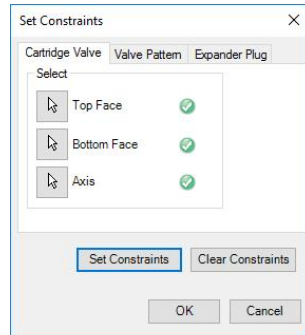 Set Constraints
Cartridge Valve Valve Pattern Expander Plug
Select
Top Face
Bottom Face
Axis
Set Constraints Clear Constraints
OK Cancel